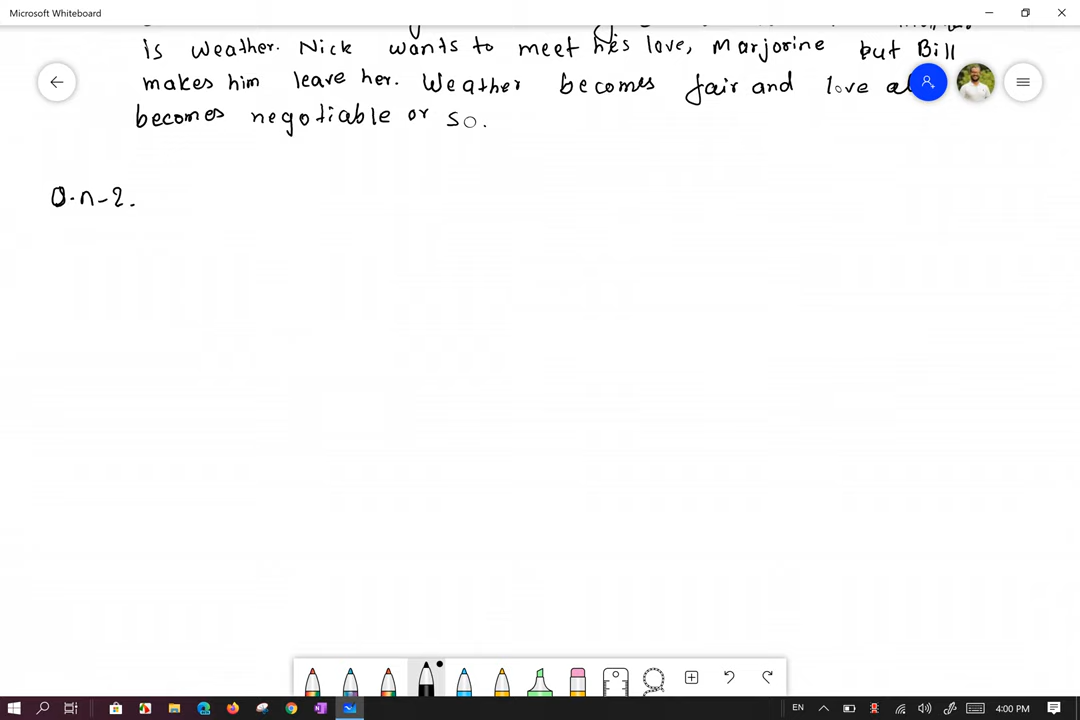 Microsoft Whiteboard
is weather. Nick wants to meet his love, Marjorine but Bill
makes him leave her. Weather becomes fair and love
becomes negotiable or so.
Q.n-2.
EN
4:00 PM